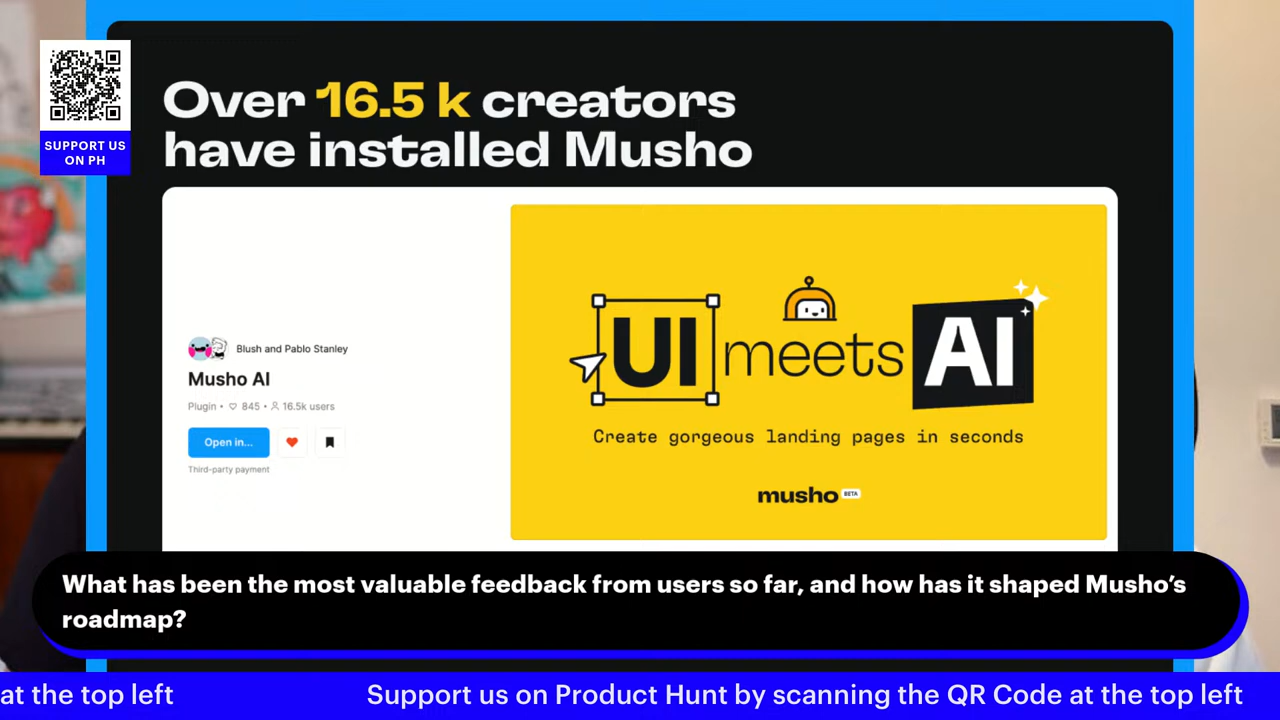 SUPPORT US
ON PH
Over 16.5 k creators
have installed Musho
Blush and Pablo Stanley
Musho AI
Plugin • 845 • 16.5k users
Open in...
Third-party payment
UI meets AI
Create gorgeous landing pages in seconds
musho BETA
What has been the most valuable feedback from users so far, and how has it shaped Musho’s
roadmap?
at the top left Support us on Product Hunt by scanning the QR Code at the top left